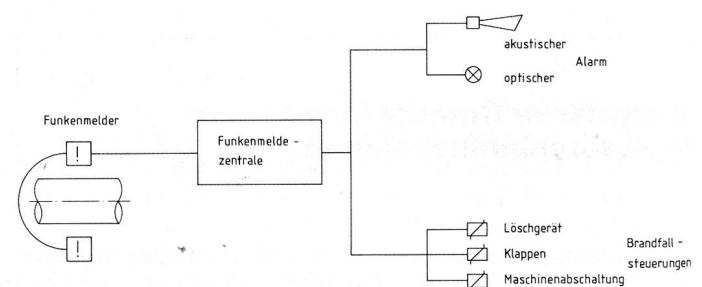 akustischer
Alarm
optischer
Funkenmelder
!
Funkenmelde -
zentrale
!
Löschgerät
Klappen
Brandfall -
steuerungen
Maschinenabschaltung